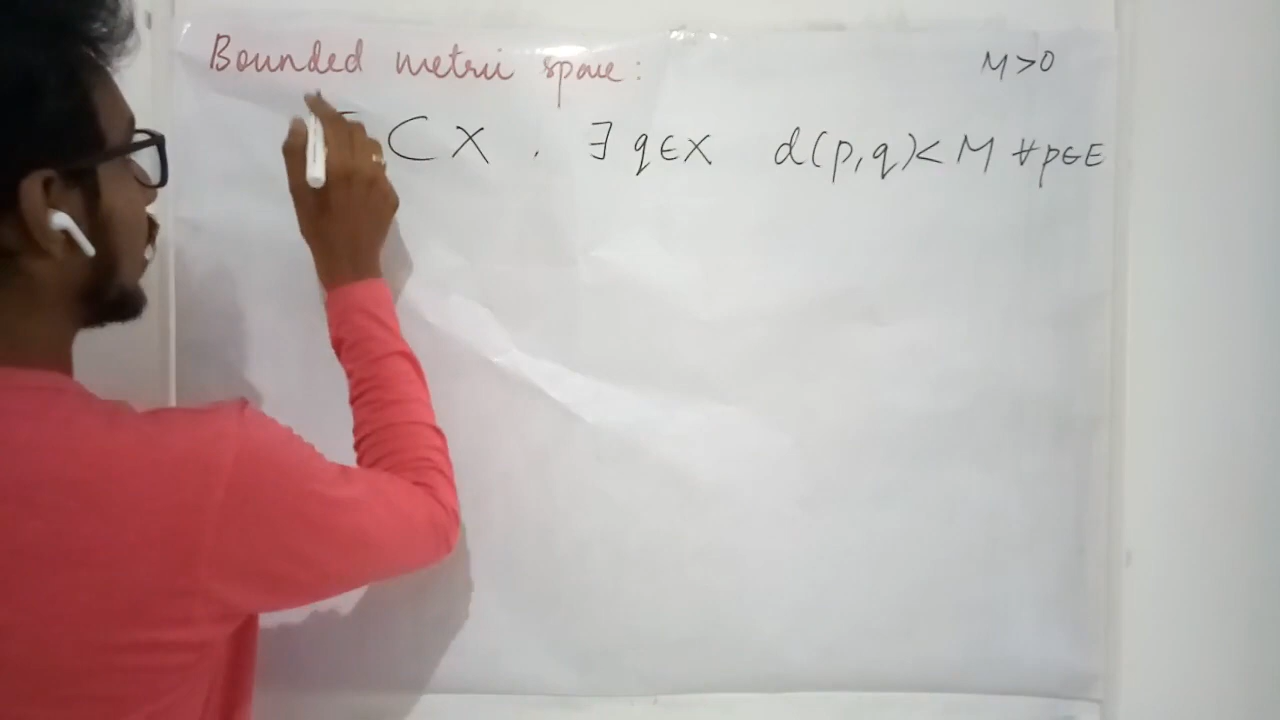 Bounded metric space: M>0
⊂ X . ∃ q∈X d(p,q)<M ∀p∈E